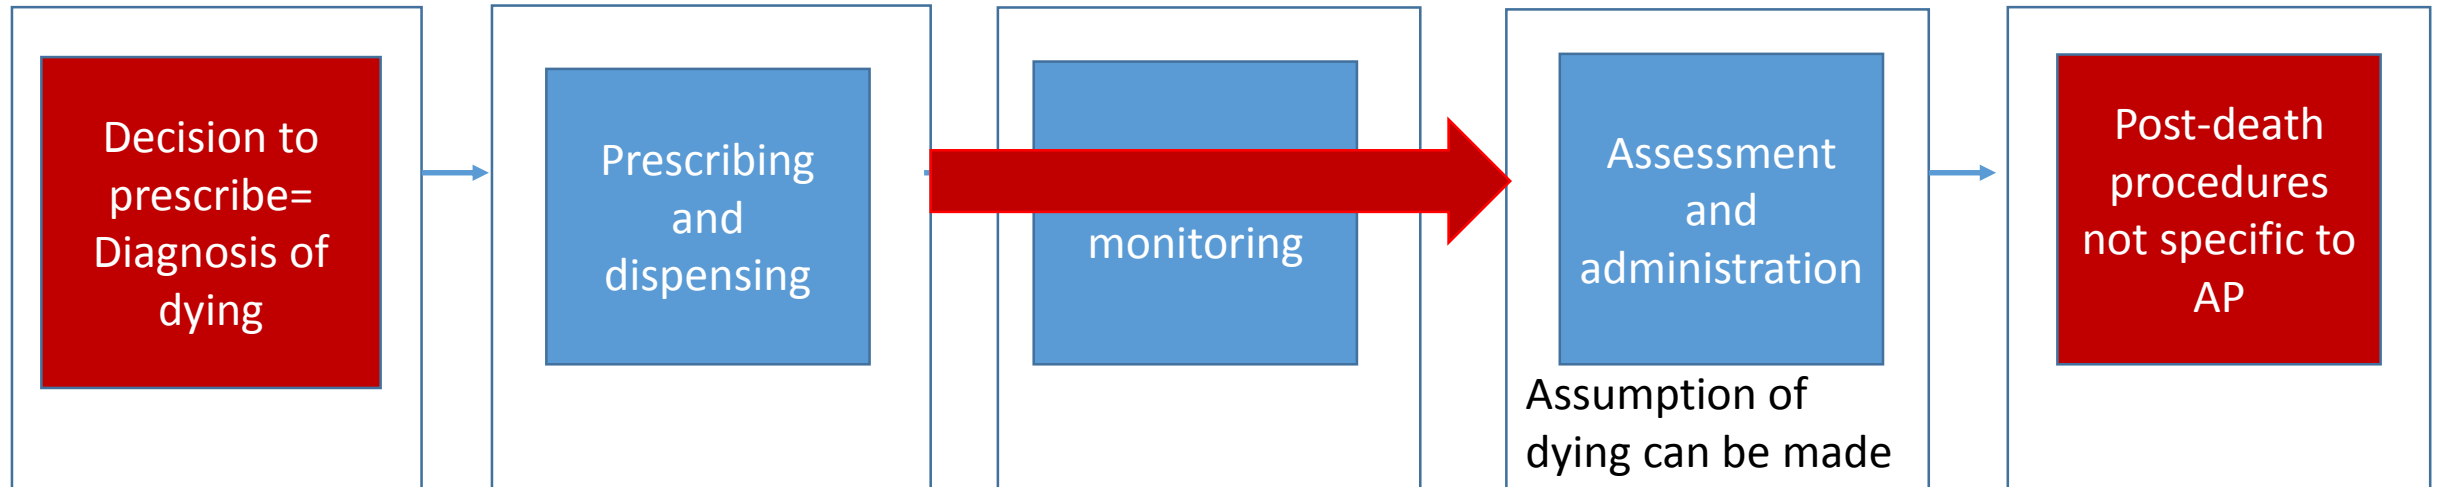 Decision to
prescribe=
Diagnosis of
dying
Prescribing
and
dispensing
monitoring
Assessment
and
administration
Assumption of
dying can be made
Post-death
procedures
not specific to
AP